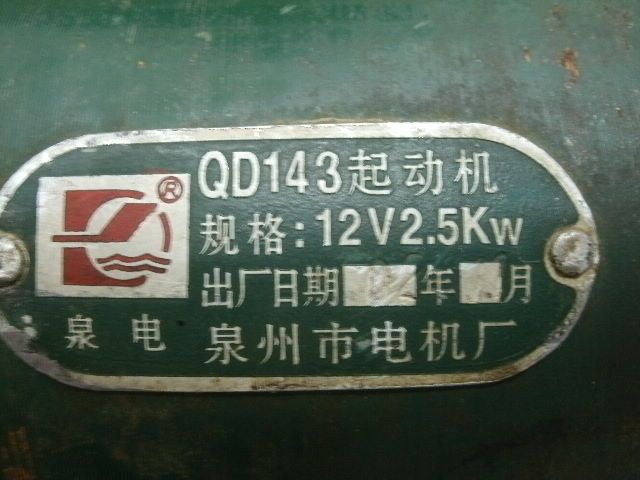 QD143起动机
规格:12V2.5Kw
出厂日期 年 月
泉电 泉州市电机厂
®